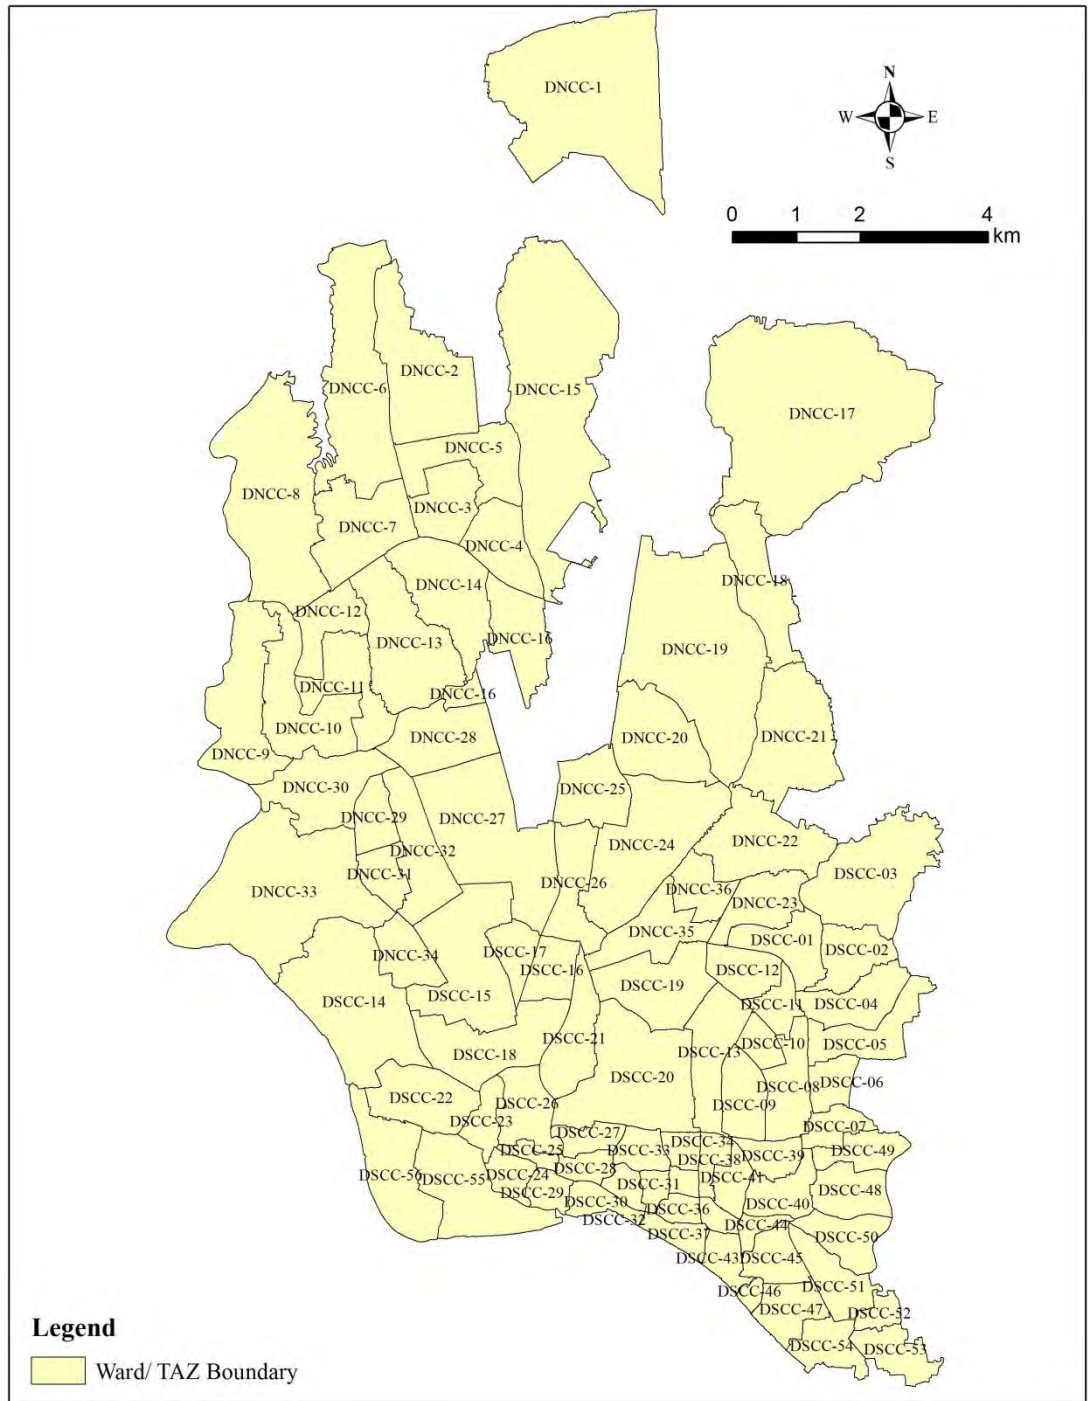 DNCC-1
N
W E
S
0 1 2 4
km
DNCC-2
DNCC-6
DNCC-15
DNCC-17
DNCC-5
DNCC-8
DNCC-3
DNCC-7
DNCC-4
DNCC-14
DNCC-18
DNCC-12
DNCC-13
DNCC-16
DNCC-19
DNCC-11
DNCC-16
DNCC-10
DNCC-28
DNCC-20
DNCC-21
DNCC-9
DNCC-30
DNCC-25
DNCC-27
DNCC-29
DNCC-24
DNCC-22
DNCC-32
DNCC-31
DNCC-26
DNCC-33
DNCC-36
DSCC-03
DNCC-23
DNCC-35
DSCC-01
DNCC-34
DSCC-17
DSCC-02
DSCC-16
DSCC-12
DSCC-19
DSCC-14
DSCC-15
DSCC-11
DSCC-04
DSCC-21
DSCC-18
DSCC-13
DSCC-10
DSCC-05
DSCC-20
DSCC-08
DSCC-06
DSCC-22
DSCC-26
DSCC-09
DSCC-23
DSCC-27
DSCC-07
DSCC-25
DSCC-33
DSCC-34
DSCC-38
DSCC-39
DSCC-49
DSCC-56
DSCC-55
DSCC-24
DSCC-28
DSCC-29
DSCC-31
DSCC-41
DSCC-48
DSCC-30
DSCC-36
DSCC-40
DSCC-32
DSCC-37
DSCC-44
DSCC-50
DSCC-43
DSCC-45
DSCC-46
DSCC-51
DSCC-47
DSCC-52
DSCC-54
DSCC-53
Legend
Ward/ TAZ Boundary